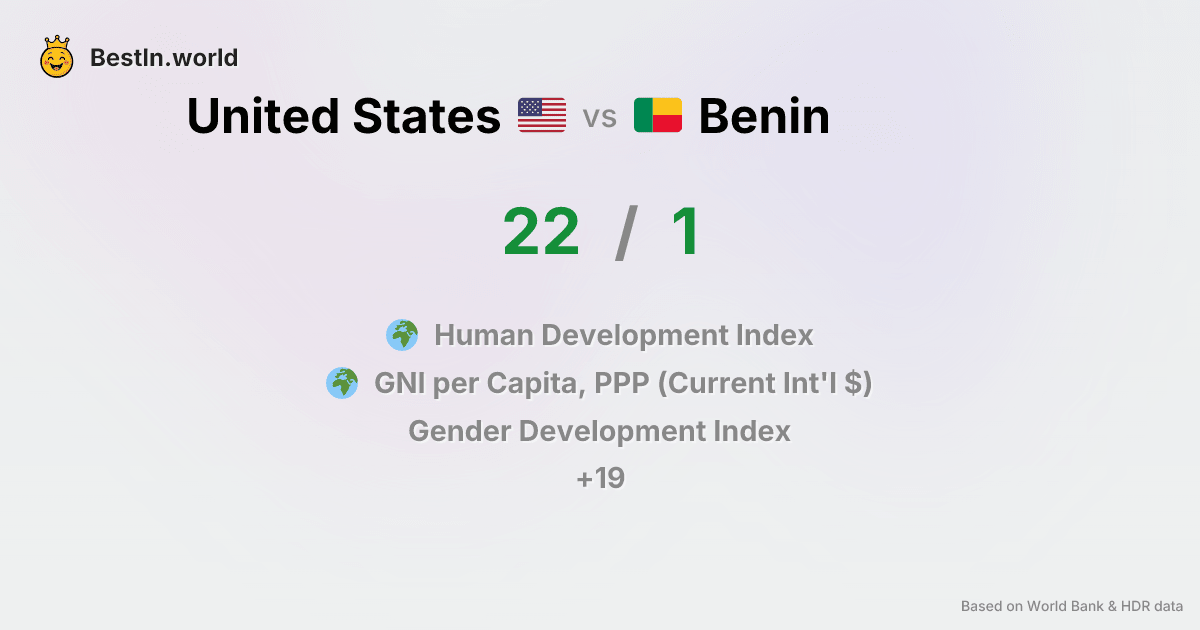 BestIn.world
United States vs Benin
22 / 1
Human Development Index
GNI per Capita, PPP (Current Int'l $)
Gender Development Index
+19
Based on World Bank & HDR data